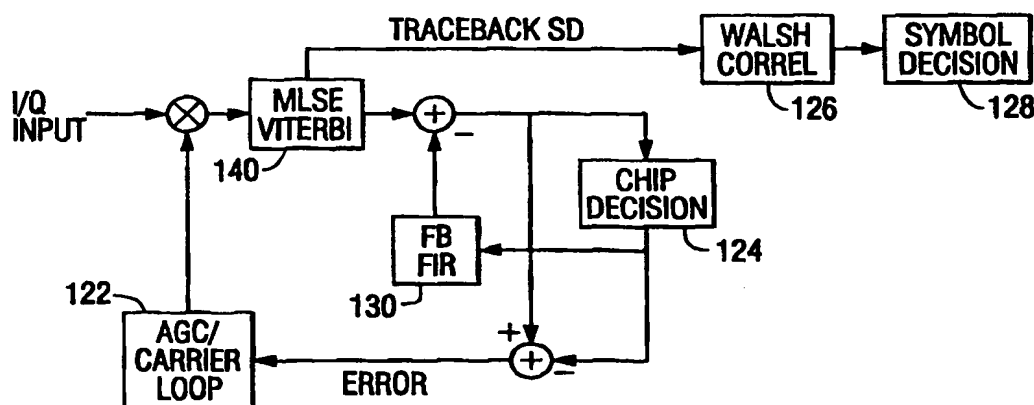 TRACEBACK SD
WALSH
CORREL
126
SYMBOL
DECISION
128
I/Q
INPUT
MLSE
VITERBI
140
+
−
CHIP
DECISION
124
FB
FIR
130
122
AGC/
CARRIER
LOOP
ERROR
+
+
−